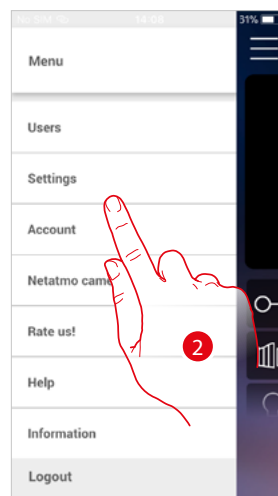 No SIM 14:08 31%
Menu
Users
Settings
Account
Netatmo came
Rate us!
2
Help
Information
Logout